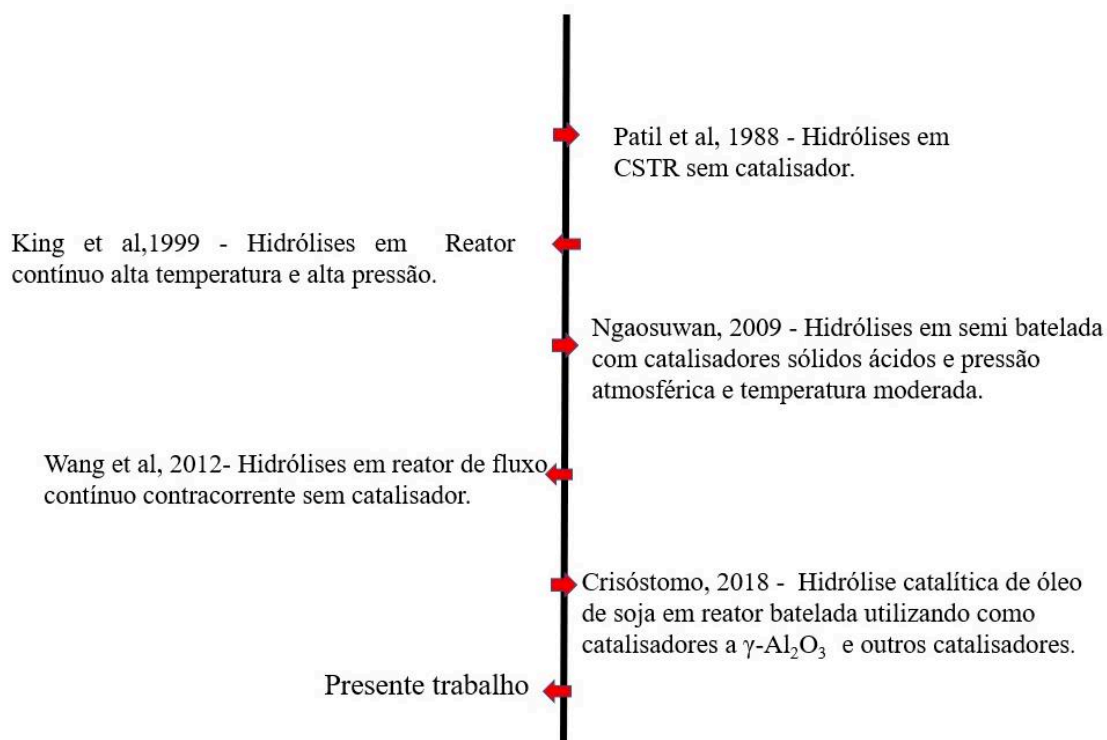 Patil et al, 1988 - Hidrólises em
CSTR sem catalisador.
King et al,1999 - Hidrólises em Reator
contínuo alta temperatura e alta pressão.
Ngaosuwan, 2009 - Hidrólises em semi batelada
com catalisadores sólidos ácidos e pressão
atmosférica e temperatura moderada.
Wang et al, 2012- Hidrólises em reator de fluxo
contínuo contracorrente sem catalisador.
Crisóstomo, 2018 - Hidrólise catalítica de óleo
de soja em reator batelada utilizando como
catalisadores a γ-Al₂O₃ e outros catalisadores.
Presente trabalho